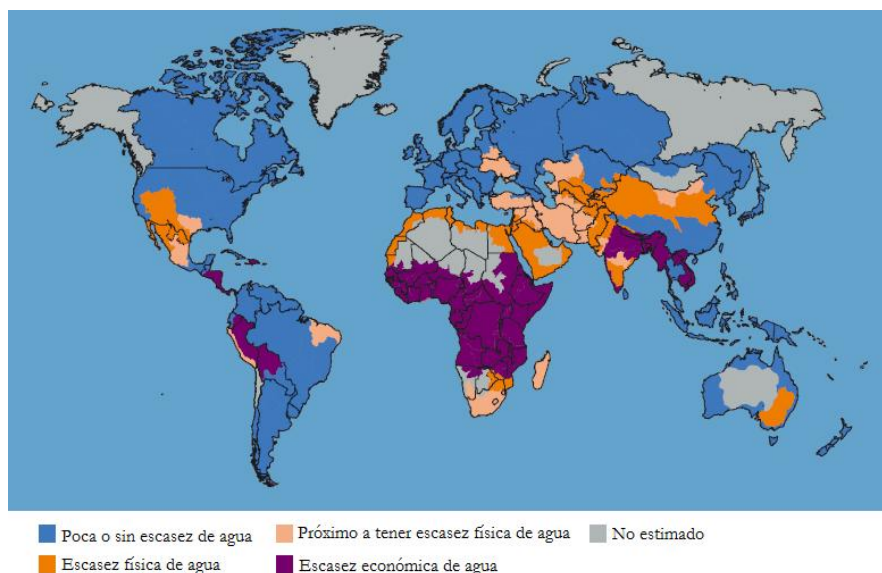 Poca o sin escasez de agua
Próximo a tener escasez física de agua
No estimado
Escasez física de agua
Escasez económica de agua